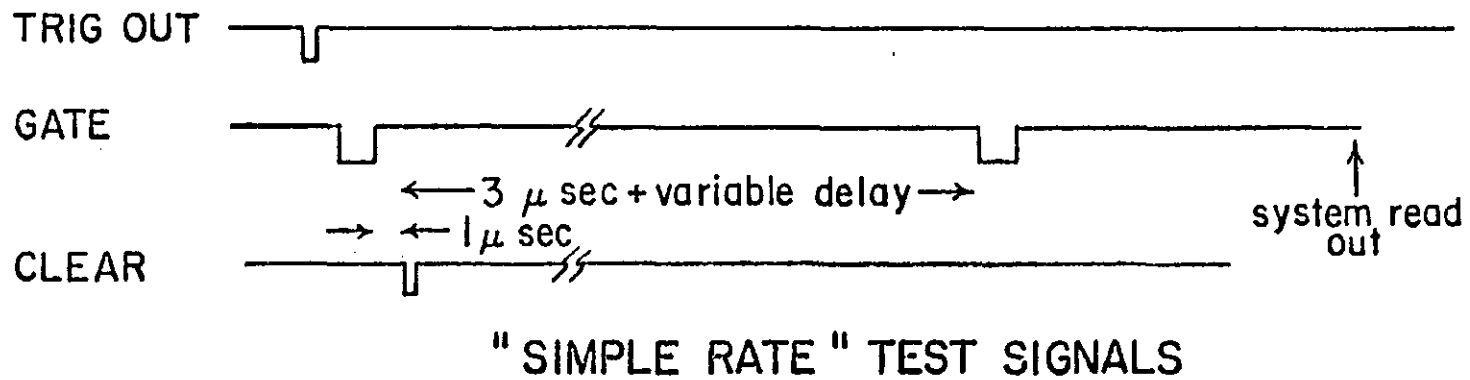 TRIG OUT
GATE
← 3 μ sec + variable delay →
→ ← 1 μ sec
system read
out
CLEAR
"SIMPLE RATE" TEST SIGNALS